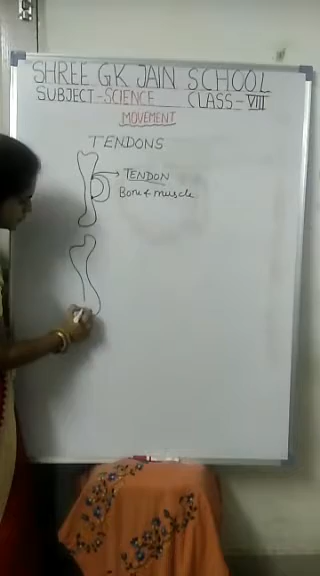 SHREE GK JAIN SCHOOL
SUBJECT-SCIENCE CLASS-VIII
MOVEMENT
TENDONS
TENDON
Bone & muscle